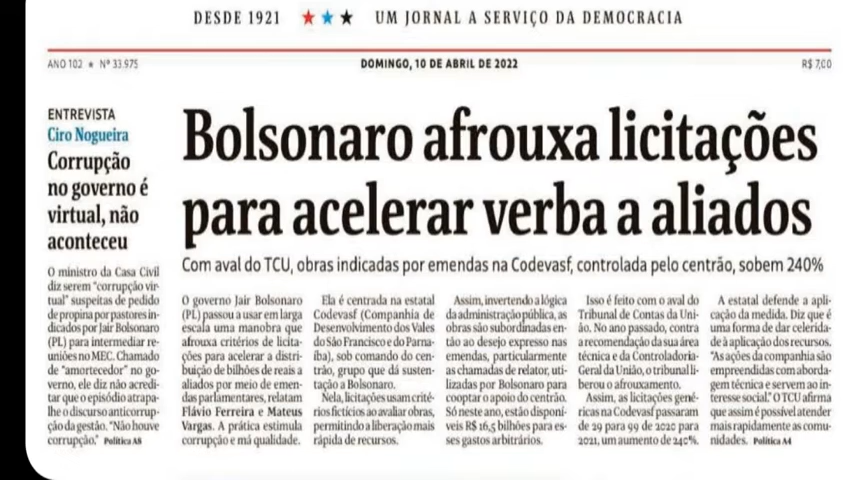 DESDE 1921 ★★★ UM JORNAL A SERVIÇO DA DEMOCRACIA
ANO 102 ★ Nº 33.975
DOMINGO, 10 DE ABRIL DE 2022
R$ 7,00
ENTREVISTA
Ciro Nogueira
Corrupção
no governo é
virtual, não
aconteceu
O ministro da Casa Civil
diz serem "corrupção vir-
tual" suspeitas de pedido
de propina por pastores in-
dicados por Jair Bolsonaro
(PL) para intermediar re-
uniões no MEC. Chamado
de "amortecedor" no go-
verno, ele diz não acredi-
tar que o episódio atrapa-
lhe o discurso anticorrup-
ção da gestão. "Não houve
corrupção." Política A8
Bolsonaro afrouxa licitações
para acelerar verba a aliados
Com aval do TCU, obras indicadas por emendas na Codevasf, controlada pelo centrão, sobem 240%
O governo Jair Bolsonaro
(PL) passou a usar em larga
escala uma manobra que
afrouxa critérios de licita-
ções para acelerar a distri-
buição de bilhões de reais a
aliados por meio de emen-
das parlamentares, relatam
Flávio Ferreira e Mateus
Vargas. A prática estimula
corrupção e má qualidade.
Ela é centrada na estatal
Codevasf (Companhia de
Desenvolvimento dos Vales
do São Francisco e do Parna-
íba), sob comando do cen-
trão, grupo que dá susten-
tação a Bolsonaro.
Nela, licitações usam crité-
rios fictícios ao avaliar obras,
permitindo a liberação mais
rápida de recursos.
Assim, invertendo a lógica
da administração pública, as
obras são subordinadas en-
tão ao desejo expresso nas
emendas, particularmente
as chamadas de relator, uti-
lizadas por Bolsonaro para
cooptar o apoio do centrão.
Só neste ano, estão disponí-
veis R$ 16,5 bilhões para es-
ses gastos arbitrários.
Isso é feito com o aval do
Tribunal de Contas da Uni-
ão. No ano passado, contra
a recomendação da sua área
técnica e da Controladoria-
Geral da União, o tribunal li-
berou o afrouxamento.
Assim, as licitações gené-
ricas na Codevasf passaram
de 29 para 99 de 2020 para
2021, um aumento de 240%.
A estatal defende a apli-
cação da medida. Diz que é
uma forma de dar celerida-
de à aplicação dos recursos.
"As ações da companhia são
empreendidas com aborda-
gem técnica e servem ao in-
teresse social." O TCU afirma
que assim é possível atender
mais rapidamente as comu-
nidades. Política A4